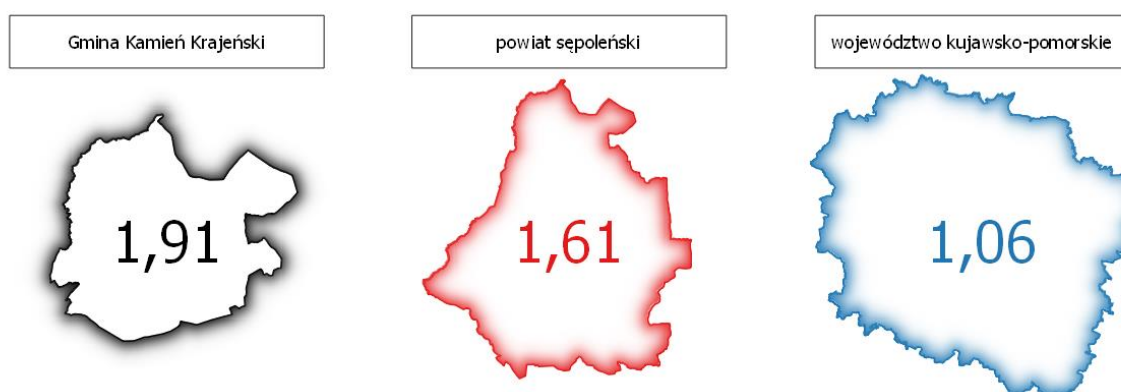 Gmina Kamień Krajeński
powiat sępoleński
województwo kujawsko-pomorskie
1,91
1,61
1,06